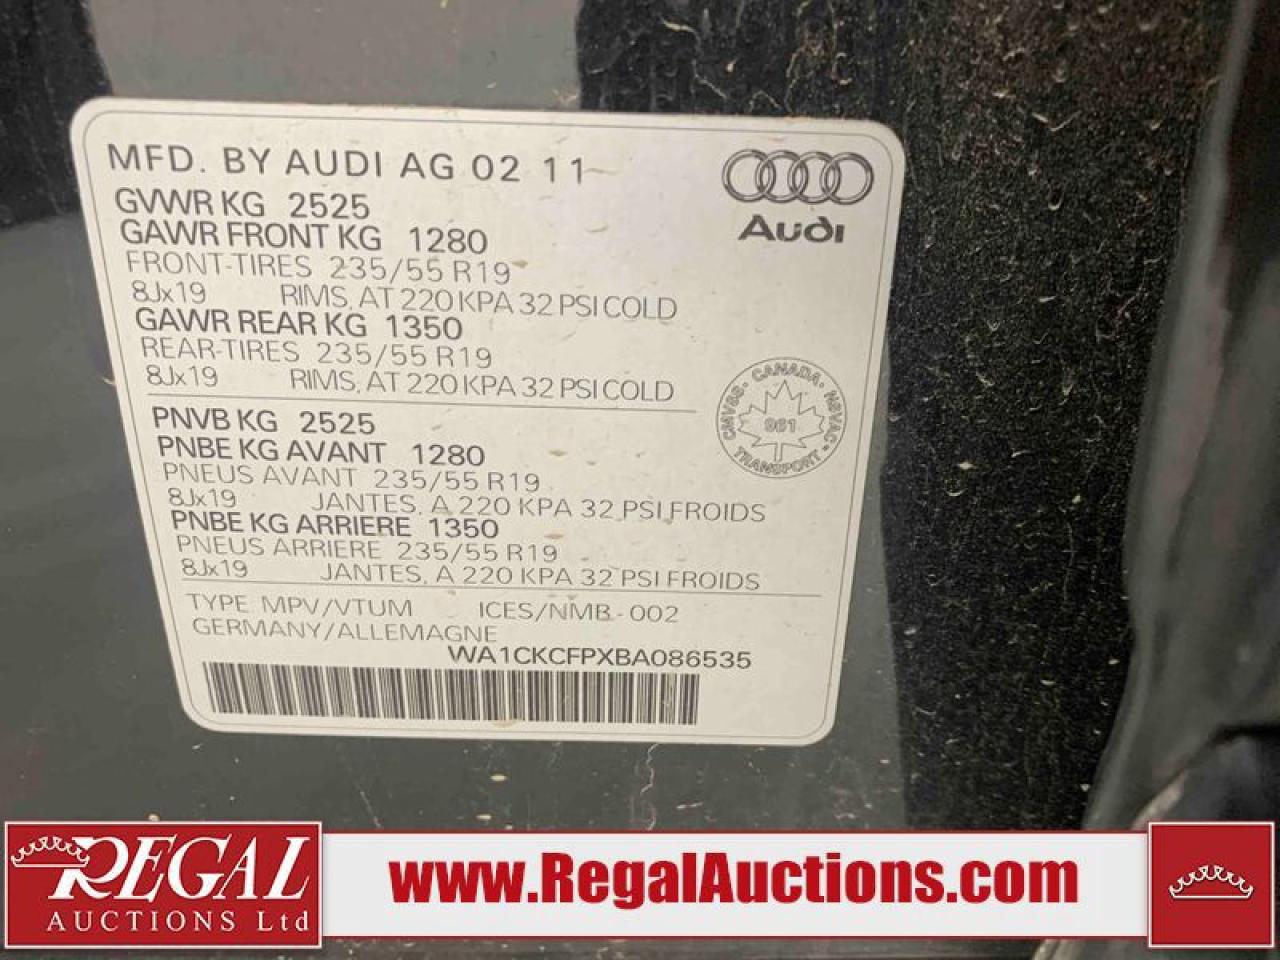 MFD. BY AUDI AG 02 11
GVWR KG 2525
GAWR FRONT KG 1280
FRONT-TIRES 235/55 R19
8Jx19 RIMS, AT 220 KPA 32 PSI COLD
GAWR REAR KG 1350
REAR-TIRES 235/55 R19
8Jx19 RIMS, AT 220 KPA 32 PSI COLD
Audi
CMVSS · CANADA · NSVAC · TRANSPORT
961
PNVB KG 2525
PNBE KG AVANT 1280
PNEUS AVANT 235/55 R19
8Jx19 JANTES, A 220 KPA 32 PSI FROIDS
PNBE KG ARRIERE 1350
PNEUS ARRIERE 235/55 R19
8Jx19 JANTES, A 220 KPA 32 PSI FROIDS
TYPE MPV/VTUM ICES/NMB-002
GERMANY/ALLEMAGNE
WA1CKCFPXBA086535
REGAL
AUCTIONS Ltd
www.RegalAuctions.com